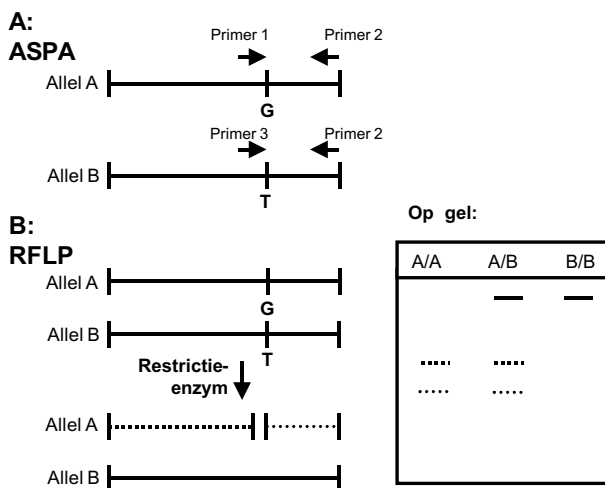 A:
ASPA
Primer 1 Primer 2
Allel A
G
Primer 3 Primer 2
Allel B
T
B:
RFLP
Allel A
G
Allel B
T
Restrictie-
enzym
Allel A
Allel B
Op gel:
A/A A/B B/B